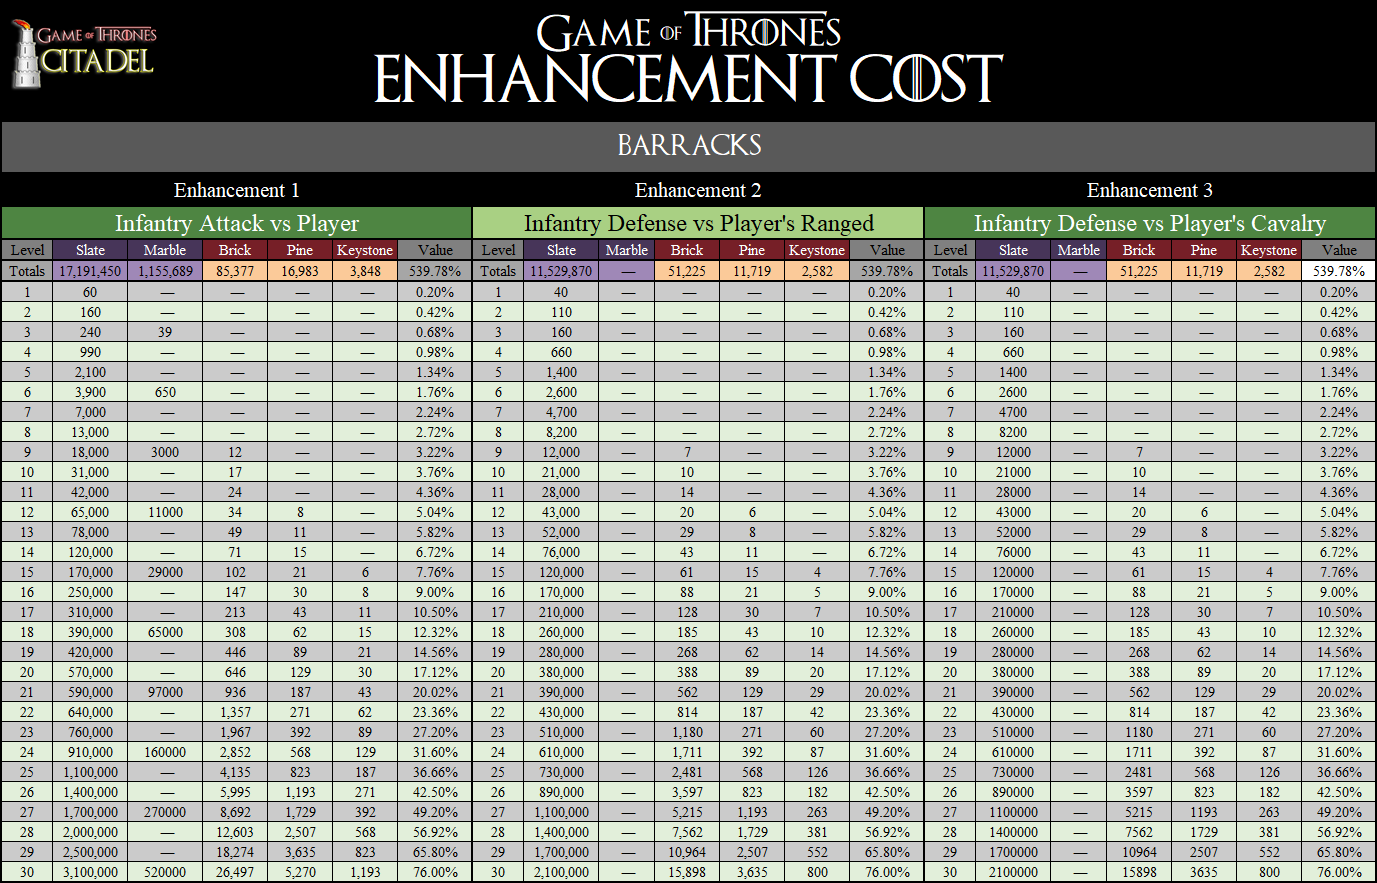 GAME OF THRONES
CITADEL
GAME OF THRONES
ENHANCEMENT COST
BARRACKS
Enhancement 1 Enhancement 2 Enhancement 3
Infantry Attack vs Player Infantry Defense vs Player's Ranged Infantry Defense vs Player's Cavalry
Level Slate Marble Brick Pine Keystone Value Level Slate Marble Brick Pine Keystone Value Level Slate Marble Brick Pine Keystone Value
Totals 17,191,450 1,155,689 85,377 16,983 3,848 539.78% Totals 11,529,870 — 51,225 11,719 2,582 539.78% Totals 11,529,870 — 51,225 11,719 2,582 539.78%
1 60 — — — — 0.20% 1 40 — — — — 0.20% 1 40 — — — — 0.20%
2 160 — — — — 0.42% 2 110 — — — — 0.42% 2 110 — — — — 0.42%
3 240 39 — — — 0.68% 3 160 — — — — 0.68% 3 160 — — — — 0.68%
4 990 — — — — 0.98% 4 660 — — — — 0.98% 4 660 — — — — 0.98%
5 2,100 — — — — 1.34% 5 1,400 — — — — 1.34% 5 1400 — — — — 1.34%
6 3,900 650 — — — 1.76% 6 2,600 — — — — 1.76% 6 2600 — — — — 1.76%
7 7,000 — — — — 2.24% 7 4,700 — — — — 2.24% 7 4700 — — — — 2.24%
8 13,000 — — — — 2.72% 8 8,200 — — — — 2.72% 8 8200 — — — — 2.72%
9 18,000 3000 12 — — 3.22% 9 12,000 — 7 — — 3.22% 9 12000 — 7 — — 3.22%
10 31,000 — 17 — — 3.76% 10 21,000 — 10 — — 3.76% 10 21000 — 10 — — 3.76%
11 42,000 — 24 — — 4.36% 11 28,000 — 14 — — 4.36% 11 28000 — 14 — — 4.36%
12 65,000 11000 34 8 — 5.04% 12 43,000 — 20 6 — 5.04% 12 43000 — 20 6 — 5.04%
13 78,000 — 49 11 — 5.82% 13 52,000 — 29 8 — 5.82% 13 52000 — 29 8 — 5.82%
14 120,000 — 71 15 — 6.72% 14 76,000 — 43 11 — 6.72% 14 76000 — 43 11 — 6.72%
15 170,000 29000 102 21 6 7.76% 15 120,000 — 61 15 4 7.76% 15 120000 — 61 15 4 7.76%
16 250,000 — 147 30 8 9.00% 16 170,000 — 88 21 5 9.00% 16 170000 — 88 21 5 9.00%
17 310,000 — 213 43 11 10.50% 17 210,000 — 128 30 7 10.50% 17 210000 — 128 30 7 10.50%
18 390,000 65000 308 62 15 12.32% 18 260,000 — 185 43 10 12.32% 18 260000 — 185 43 10 12.32%
19 420,000 — 446 89 21 14.56% 19 280,000 — 268 62 14 14.56% 19 280000 — 268 62 14 14.56%
20 570,000 — 646 129 30 17.12% 20 380,000 — 388 89 20 17.12% 20 380000 — 388 89 20 17.12%
21 590,000 97000 936 187 43 20.02% 21 390,000 — 562 129 29 20.02% 21 390000 — 562 129 29 20.02%
22 640,000 — 1,357 271 62 23.36% 22 430,000 — 814 187 42 23.36% 22 430000 — 814 187 42 23.36%
23 760,000 — 1,967 392 89 27.20% 23 510,000 — 1,180 271 60 27.20% 23 510000 — 1180 271 60 27.20%
24 910,000 160000 2,852 568 129 31.60% 24 610,000 — 1,711 392 87 31.60% 24 610000 — 1711 392 87 31.60%
25 1,100,000 — 4,135 823 187 36.66% 25 730,000 — 2,481 568 126 36.66% 25 730000 — 2481 568 126 36.66%
26 1,400,000 — 5,995 1,193 271 42.50% 26 890,000 — 3,597 823 182 42.50% 26 890000 — 3597 823 182 42.50%
27 1,700,000 270000 8,692 1,729 392 49.20% 27 1,100,000 — 5,215 1,193 263 49.20% 27 1100000 — 5215 1193 263 49.20%
28 2,000,000 — 12,603 2,507 568 56.92% 28 1,400,000 — 7,562 1,729 381 56.92% 28 1400000 — 7562 1729 381 56.92%
29 2,500,000 — 18,274 3,635 823 65.80% 29 1,700,000 — 10,964 2,507 552 65.80% 29 1700000 — 10964 2507 552 65.80%
30 3,100,000 520000 26,497 5,270 1,193 76.00% 30 2,100,000 — 15,898 3,635 800 76.00% 30 2100000 — 15898 3635 800 76.00%